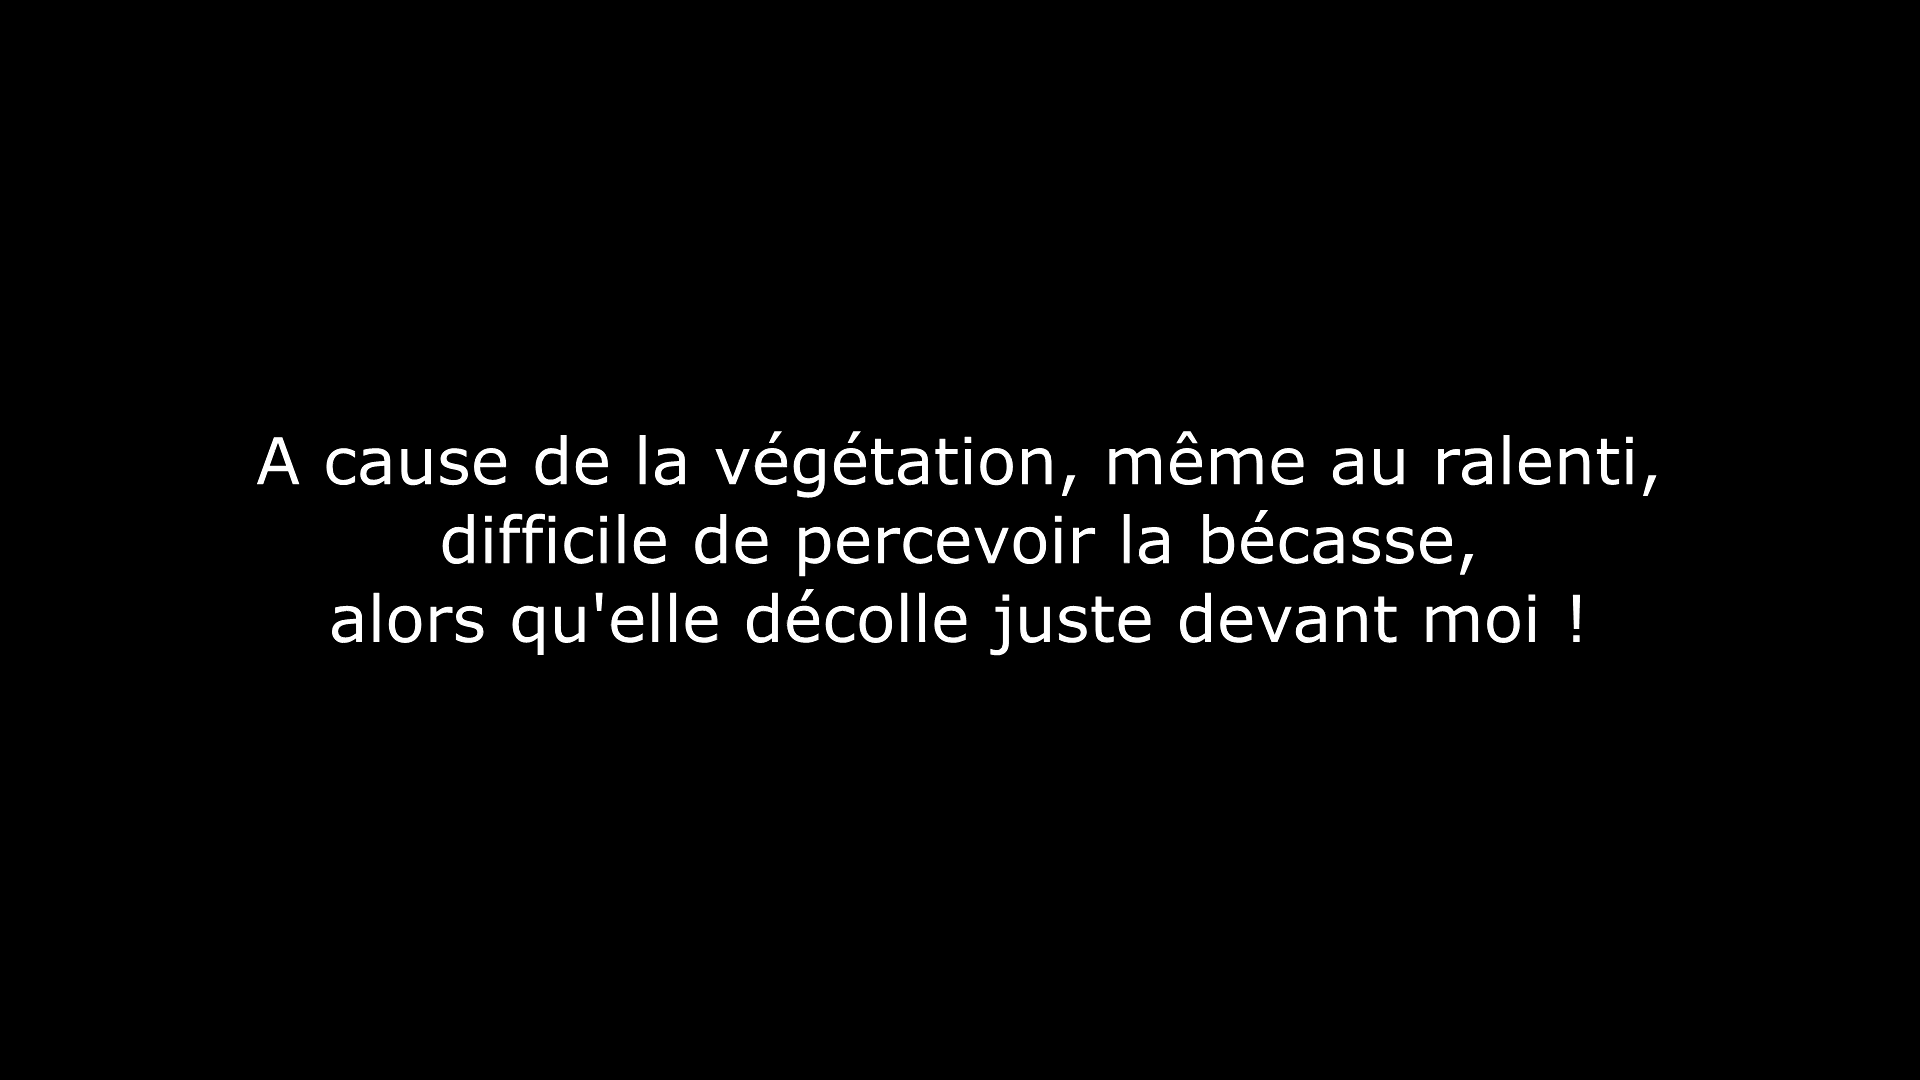 A cause de la végétation, même au ralenti,
difficile de percevoir la bécasse,
alors qu'elle décolle juste devant moi !